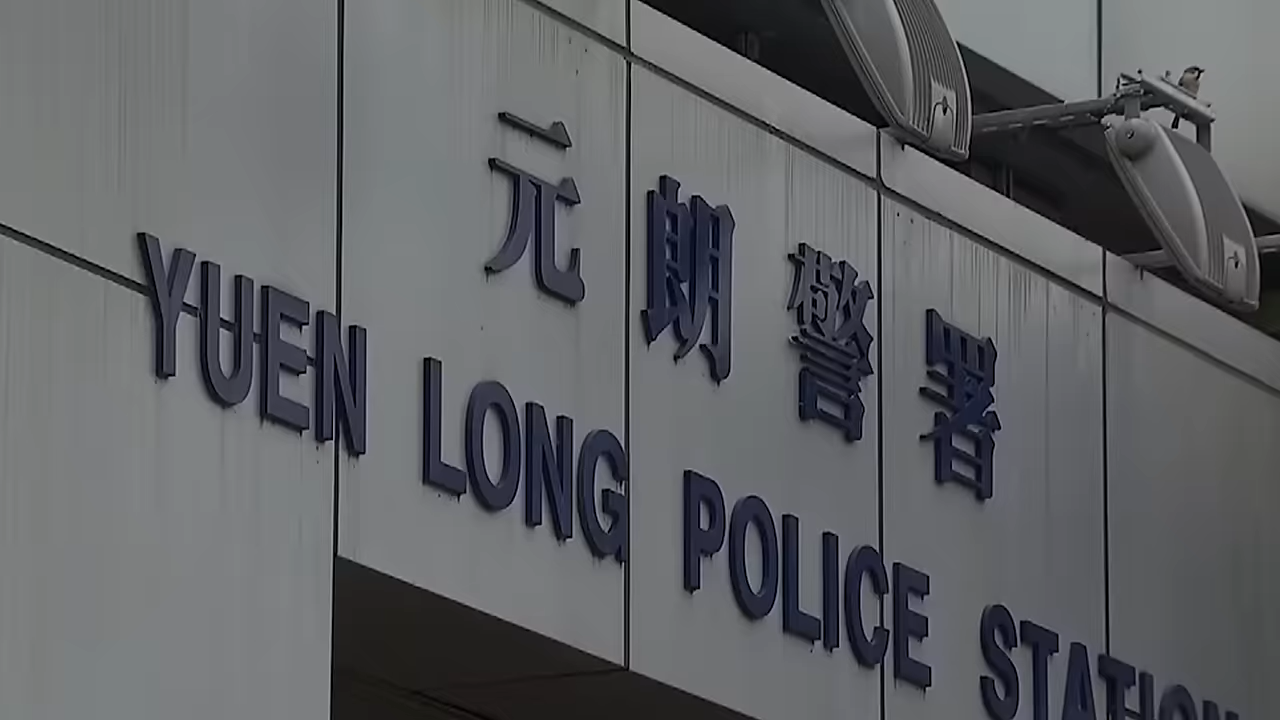 元朗警署
YUEN LONG POLICE STATION